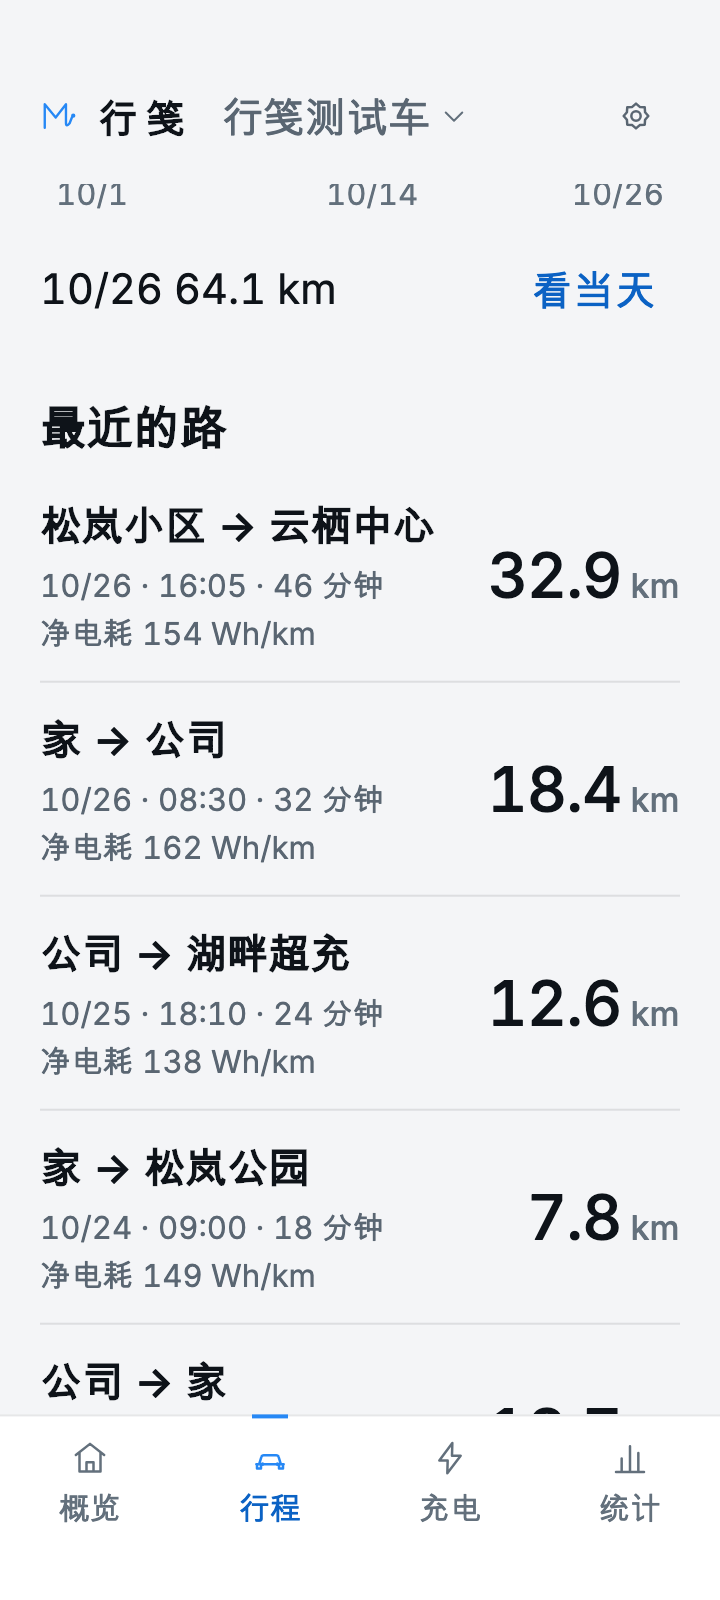 行笺 行笺测试车
10/1 10/14 10/26
10/26 64.1 km 看当天
最近的路
松岚小区 → 云栖中心
10/26 · 16:05 · 46 分钟
32.9 km
净电耗 154 Wh/km
家 → 公司
10/26 · 08:30 · 32 分钟
18.4 km
净电耗 162 Wh/km
公司 → 湖畔超充
10/25 · 18:10 · 24 分钟
12.6 km
净电耗 138 Wh/km
家 → 松岚公园
10/24 · 09:00 · 18 分钟
7.8 km
净电耗 149 Wh/km
公司 → 家
概览 行程 充电 统计